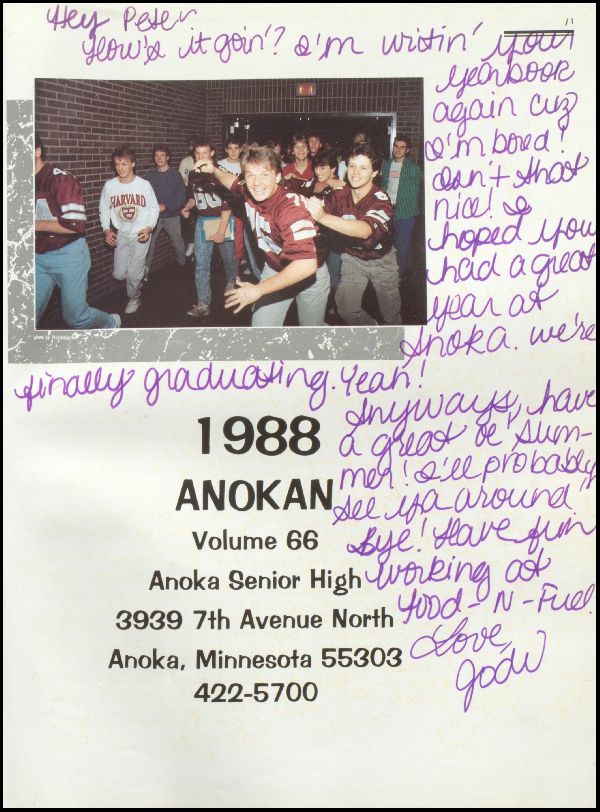 11
Hey Peter
How's it goin'? I'm writin' your
yearbook
again cuz
I'm bored!
Isn't that
nice! I
hoped you
had a great
year at
Anoka. We're
finally graduating. Yeah!
Anyways, have
a great ol' Sum-
mer! I'll probably
see ya around.
Bye! Have fun
working at
Food-N-Fuel.
Love,
HARVARD
80
1988
ANOKAN
Volume 66
Anoka Senior High
3939 7th Avenue North
Anoka, Minnesota 55303
422-5700